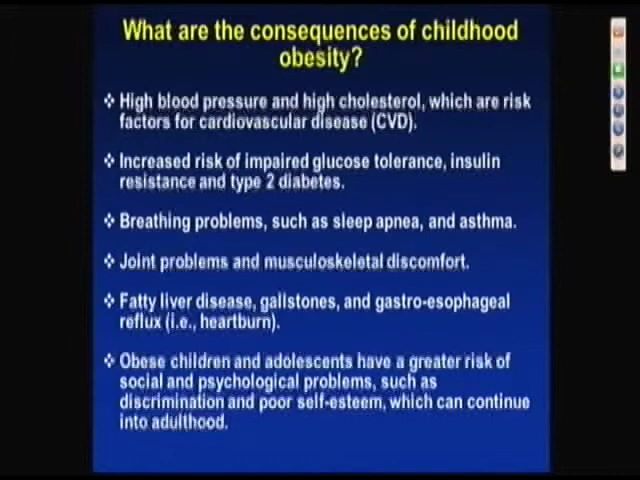 What are the consequences of childhood
obesity?
❖ High blood pressure and high cholesterol, which are risk
factors for cardiovascular disease (CVD).
❖ Increased risk of impaired glucose tolerance, insulin
resistance and type 2 diabetes.
❖ Breathing problems, such as sleep apnea, and asthma.
❖ Joint problems and musculoskeletal discomfort.
❖ Fatty liver disease, gallstones, and gastro-esophageal
reflux (i.e., heartburn).
❖ Obese children and adolescents have a greater risk of
social and psychological problems, such as
discrimination and poor self-esteem, which can continue
into adulthood.